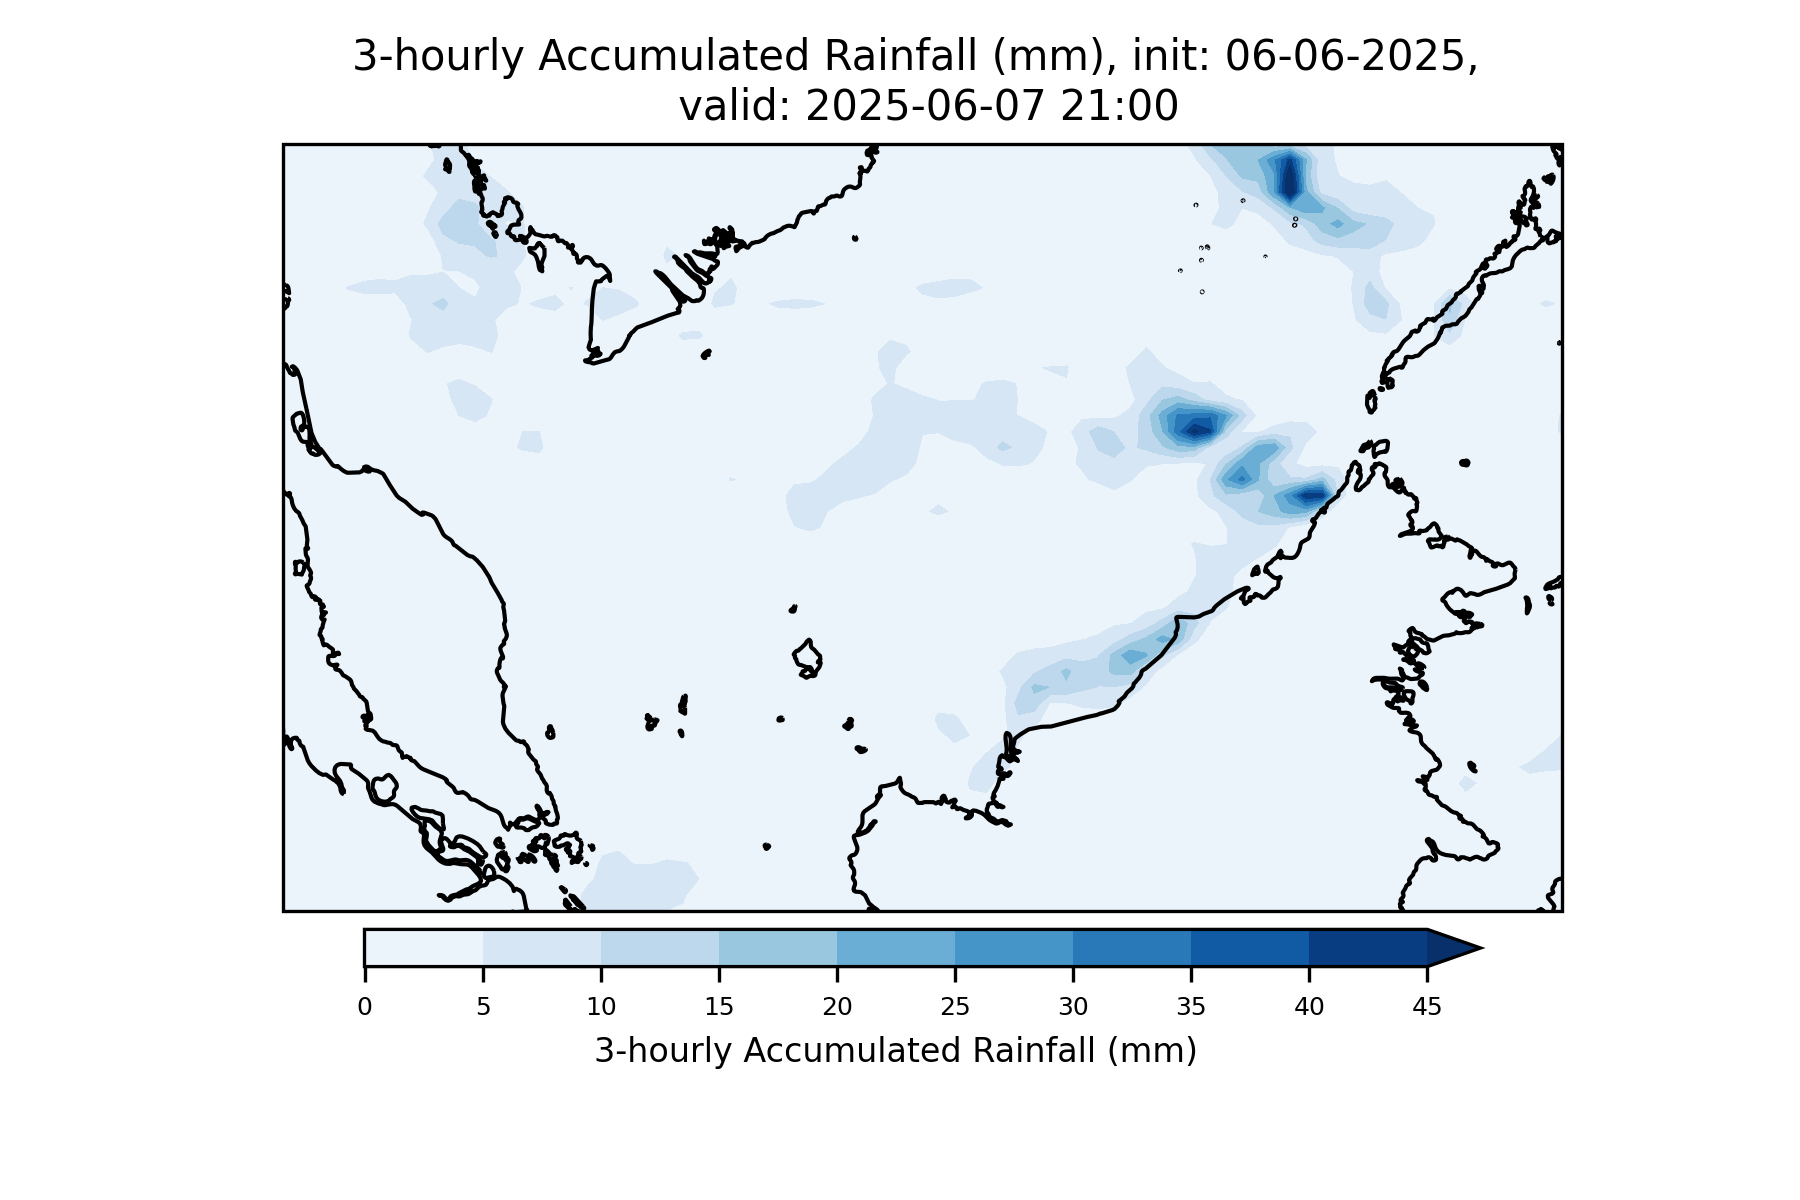 3-hourly Accumulated Rainfall (mm), init: 06-06-2025,
valid: 2025-06-07 21:00
0 5 10 15 20 25 30 35 40 45
3-hourly Accumulated Rainfall (mm)